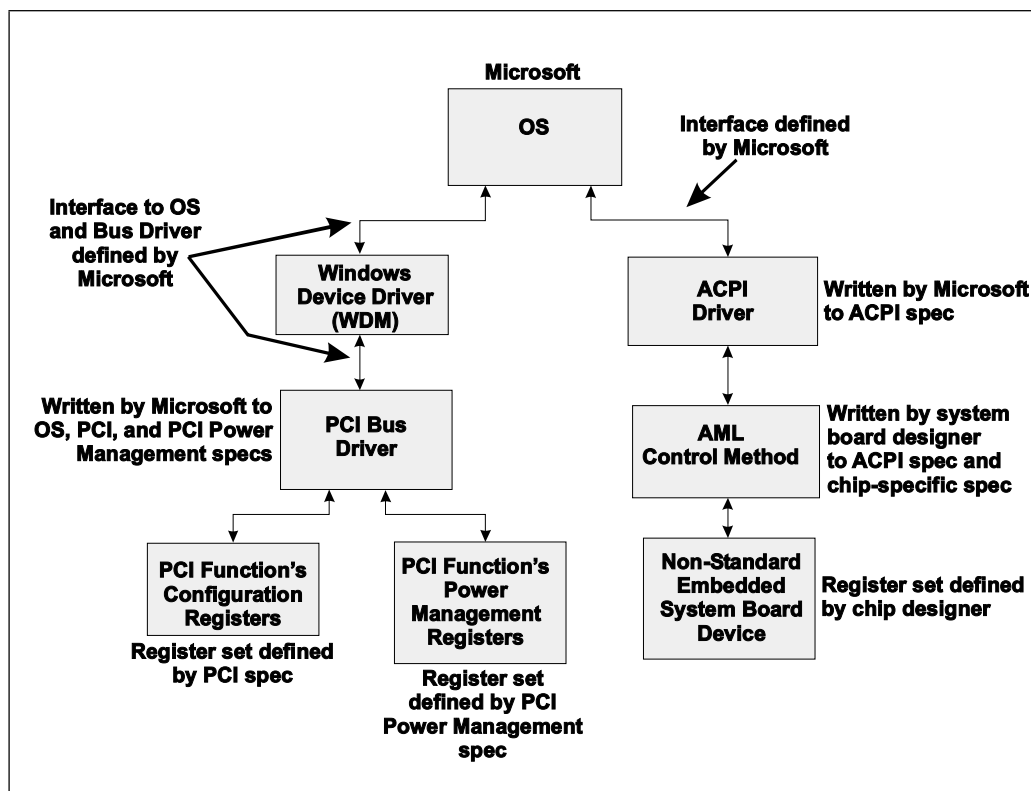 Microsoft
OS
Interface defined
by Microsoft
Interface to OS
and Bus Driver
defined by
Microsoft
Windows
Device Driver
(WDM)
ACPI
Driver
Written by Microsoft
to ACPI spec
Written by Microsoft to
OS, PCI, and PCI Power
Management specs
PCI Bus
Driver
AML
Control Method
Written by system
board designer
to ACPI spec and
chip-specific spec
PCI Function's
Configuration
Registers
Register set defined
by PCI spec
PCI Function's
Power
Management
Registers
Register set
defined by PCI
Power Management
spec
Non-Standard
Embedded
System Board
Device
Register set defined
by chip designer